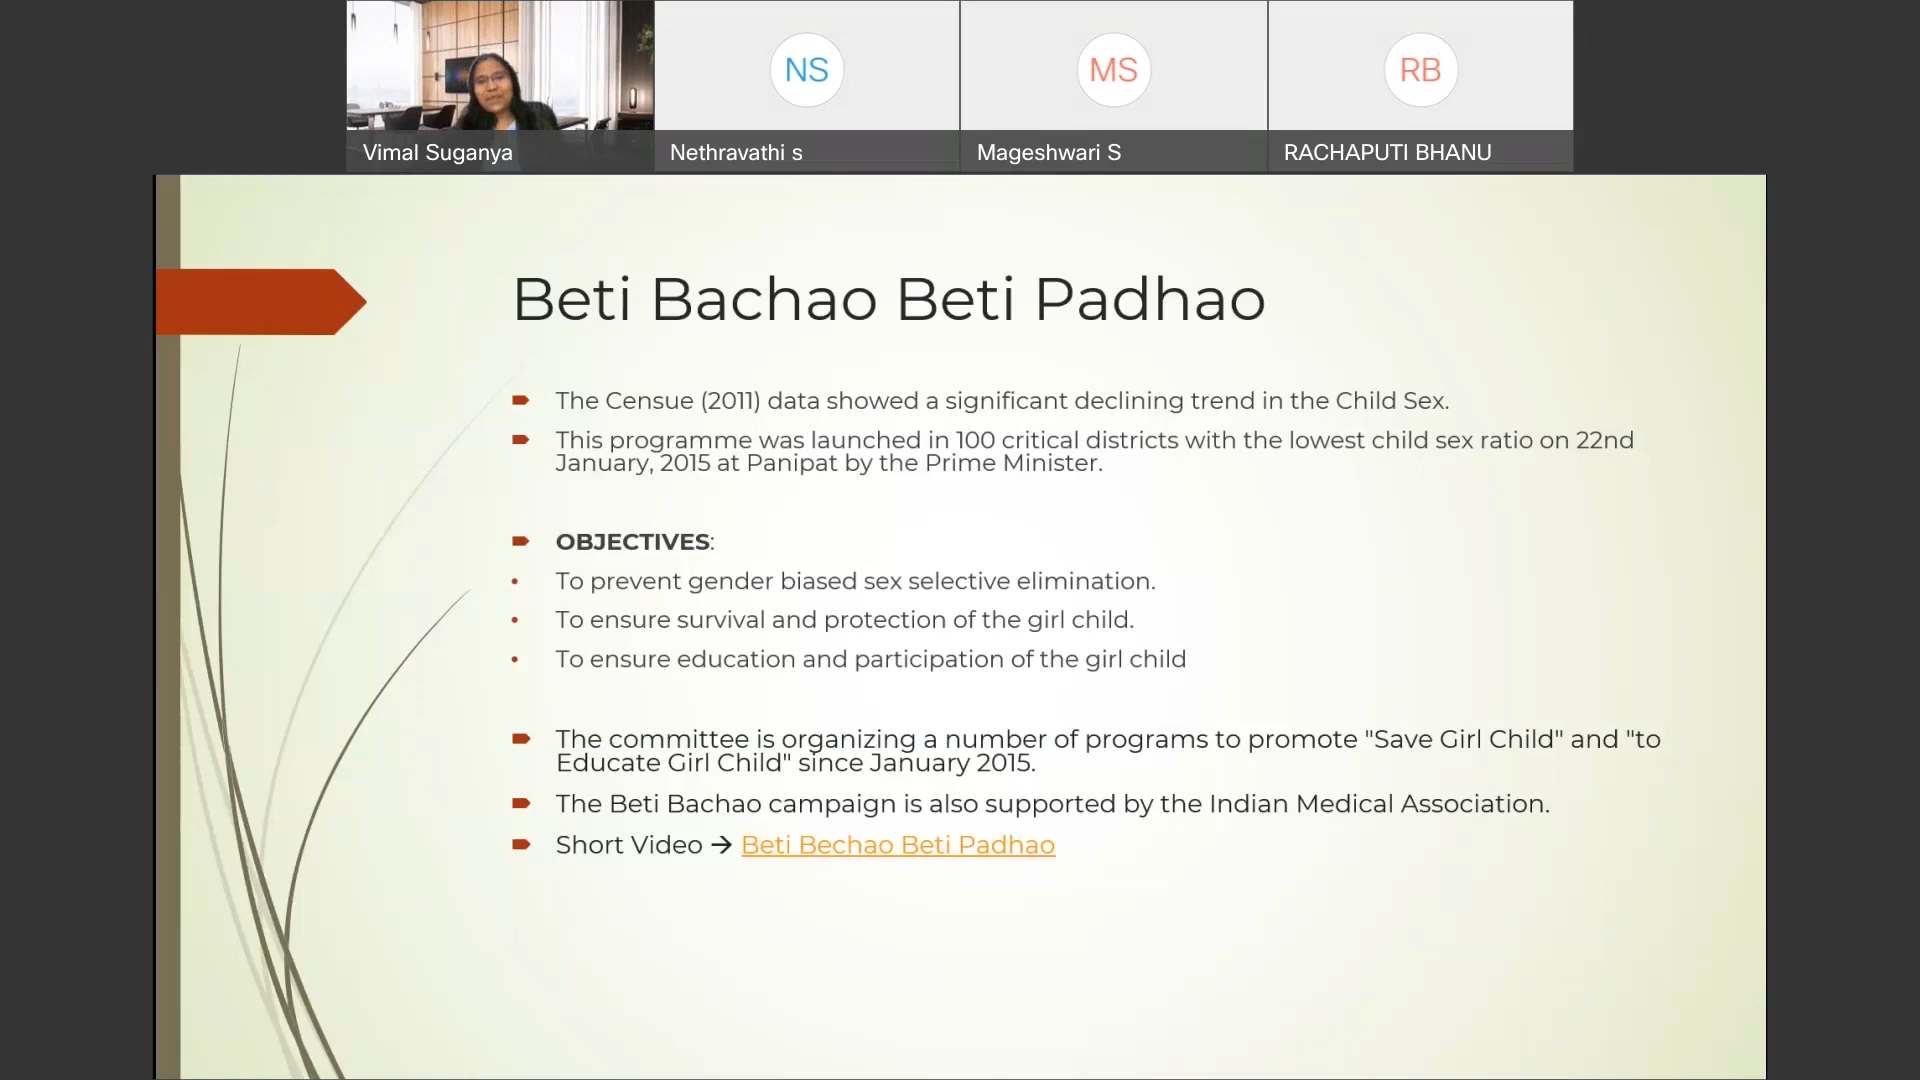 NS
MS
RB
Vimal Suganya
Nethravathi s
Mageshwari S
RACHAPUTI BHANU
Beti Bachao Beti Padhao
The Censue (2011) data showed a significant declining trend in the Child Sex.
This programme was launched in 100 critical districts with the lowest child sex ratio on 22nd
January, 2015 at Panipat by the Prime Minister.
OBJECTIVES:
To prevent gender biased sex selective elimination.
To ensure survival and protection of the girl child.
To ensure education and participation of the girl child
The committee is organizing a number of programs to promote "Save Girl Child" and "to
Educate Girl Child" since January 2015.
The Beti Bachao campaign is also supported by the Indian Medical Association.
Short Video → Beti Bechao Beti Padhao